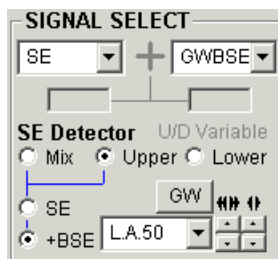 SIGNAL SELECT
SE GWBSE
SE Detector U/D Variable
Mix Upper Lower
SE GW
+BSE L.A.50